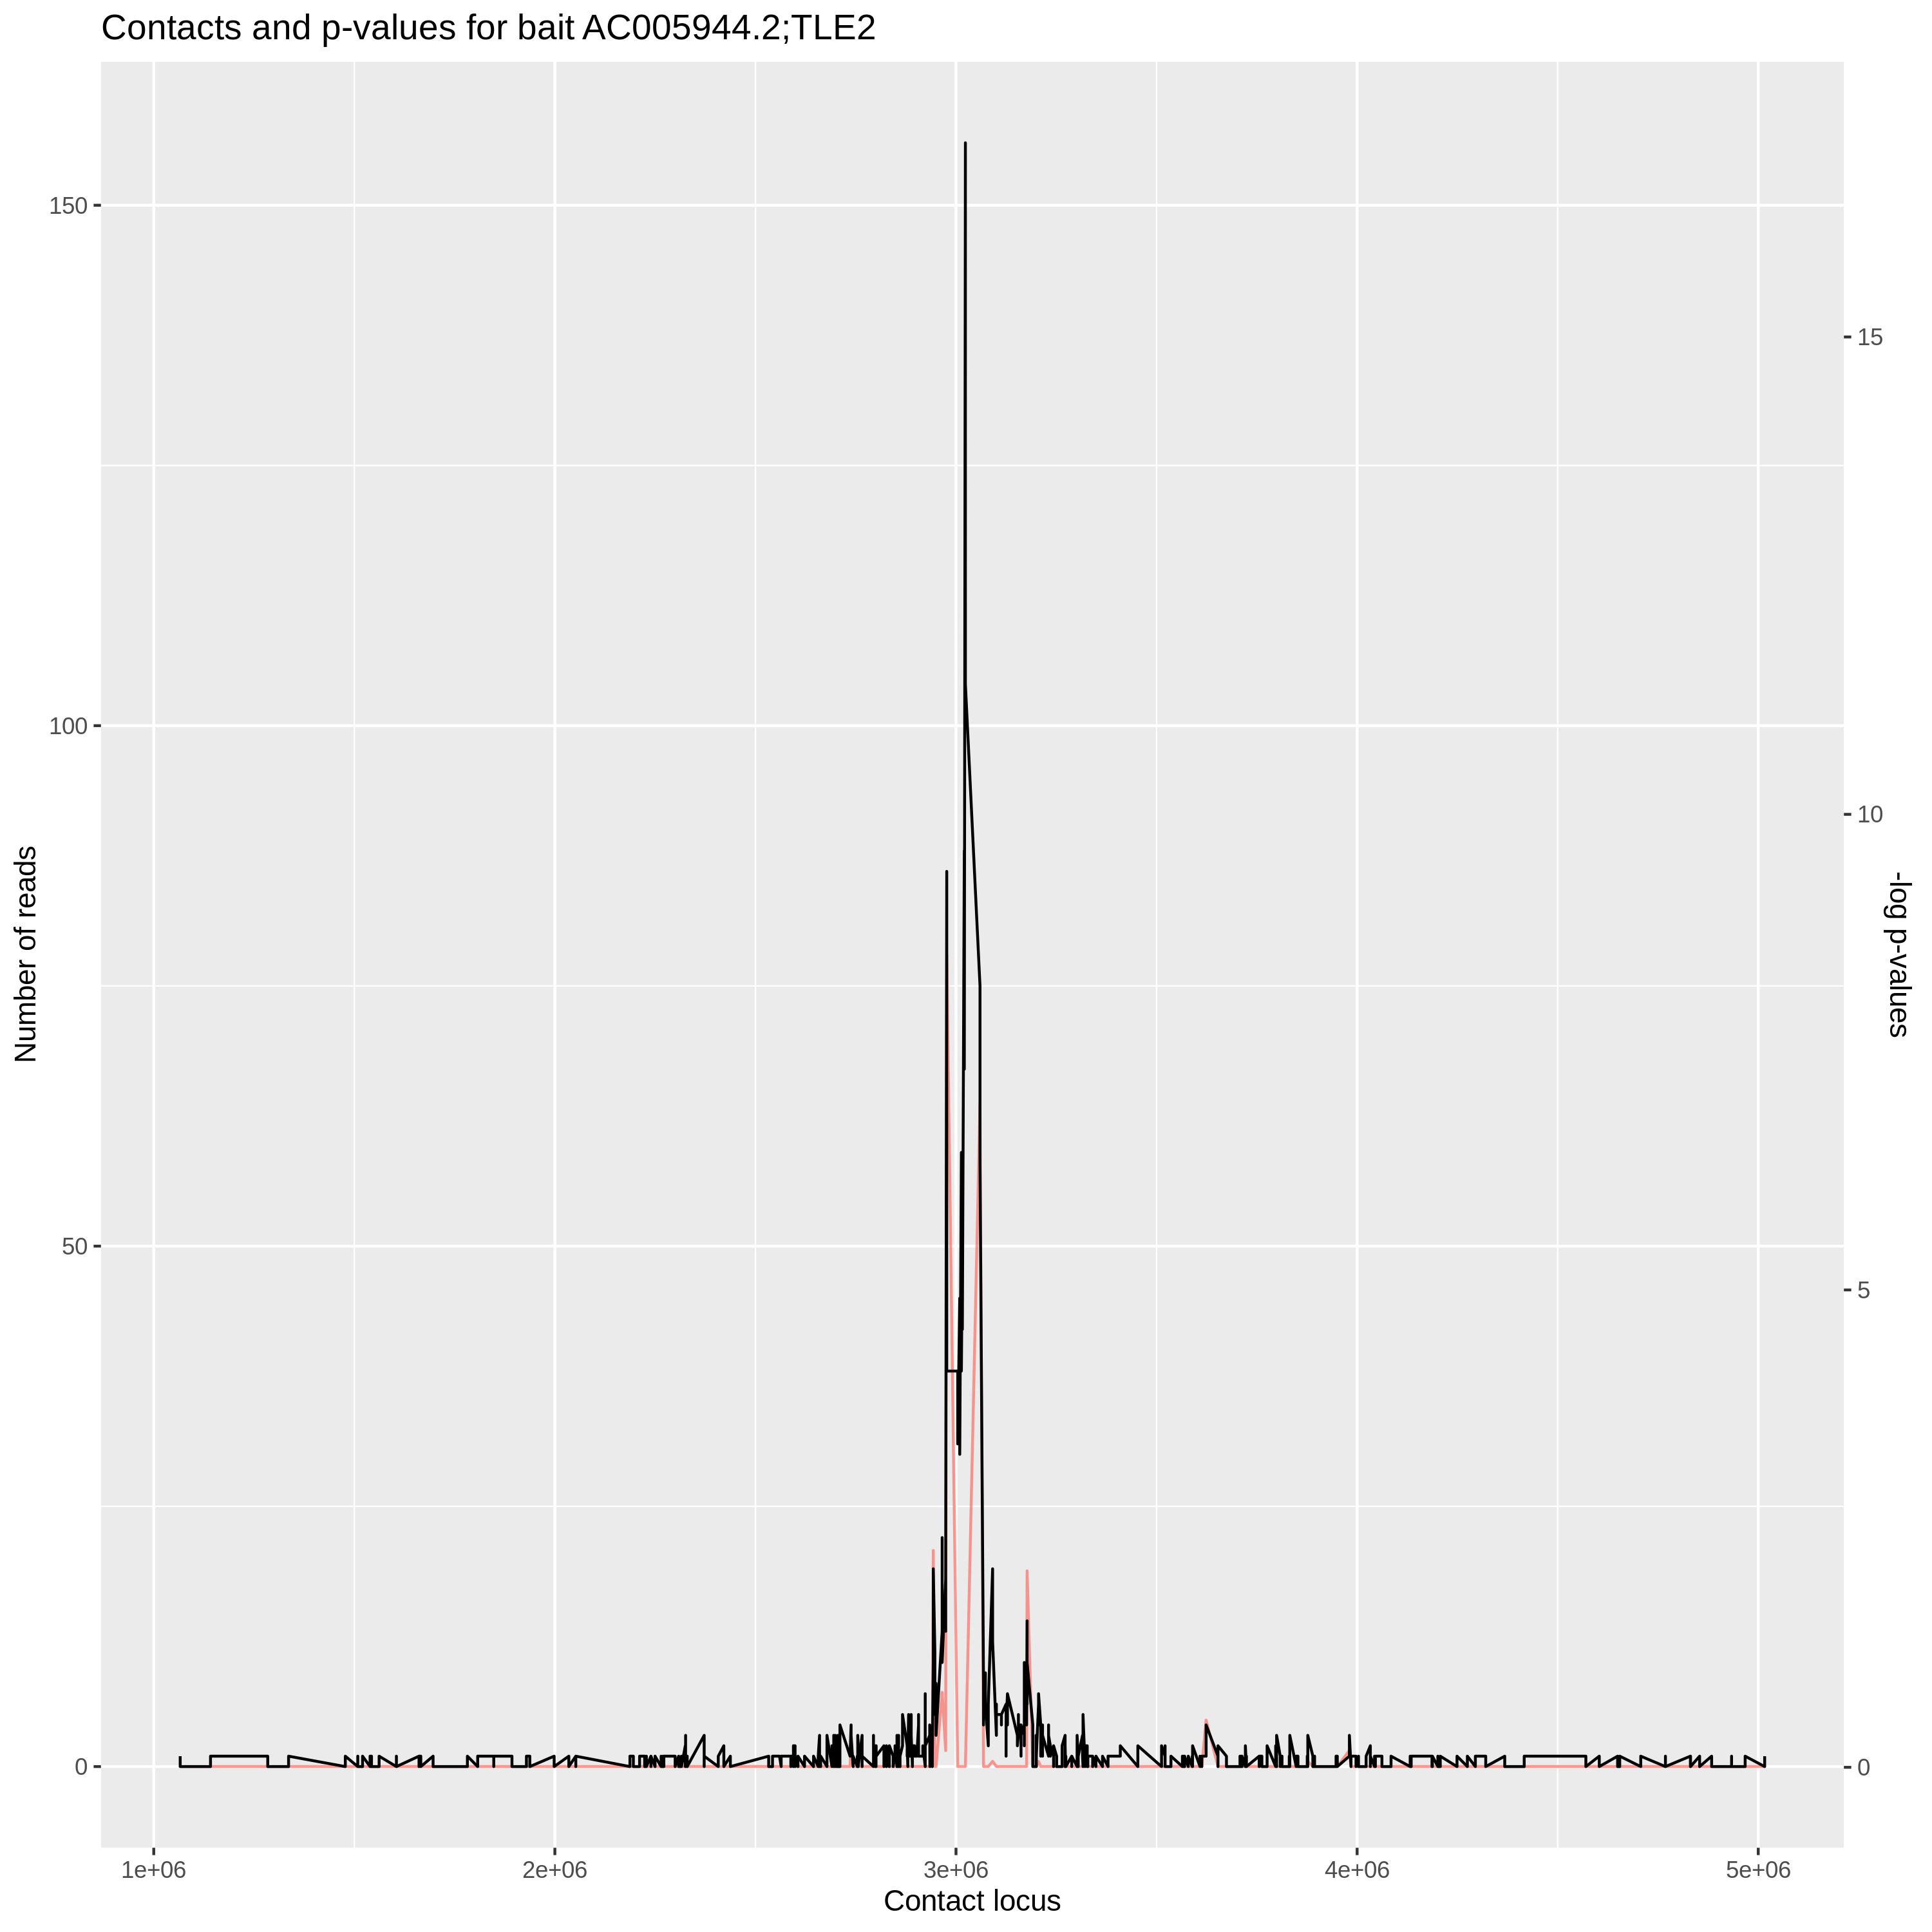 Contacts and p-values for bait AC005944.2;TLE2
150
100
50
0
Number of reads
15
10
5
0
-log p-values
1e+06
2e+06
3e+06
4e+06
5e+06
Contact locus